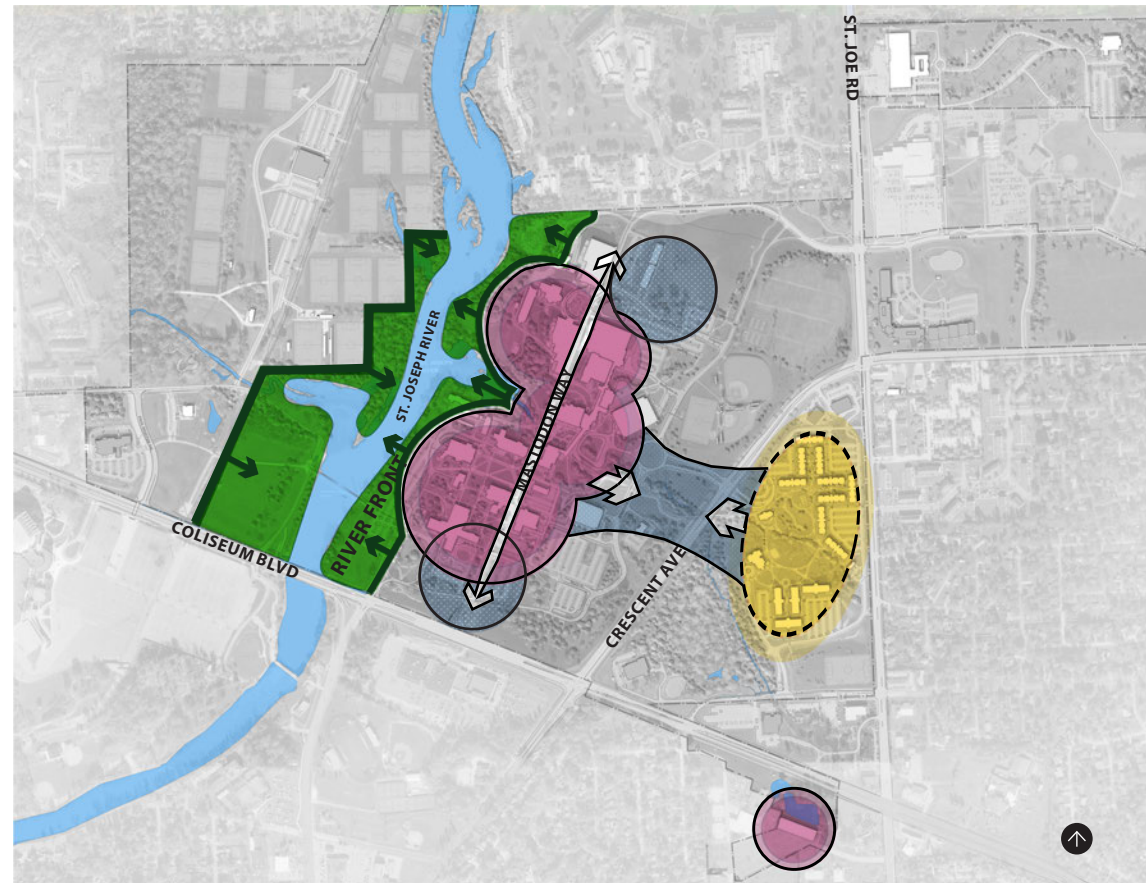 ST. JOE RD
ST. JOSEPH RIVER
MASTODON WAY
RIVER FRONT
COLISEUM BLVD
CRESCENT AVE